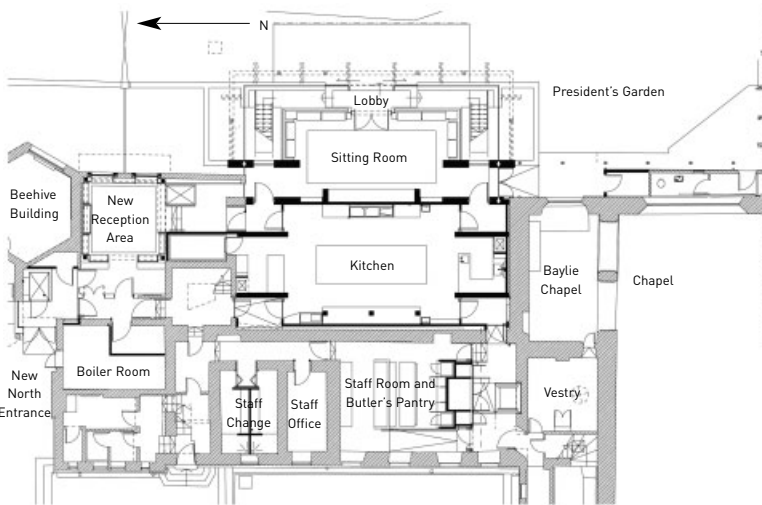 N
Lobby
President's Garden
Sitting Room
Beehive
Building
New
Reception
Area
Kitchen
Baylie
Chapel
Chapel
Boiler Room
New
North
Entrance
Staff
Change
Staff
Office
Staff Room and
Butler's Pantry
Vestry